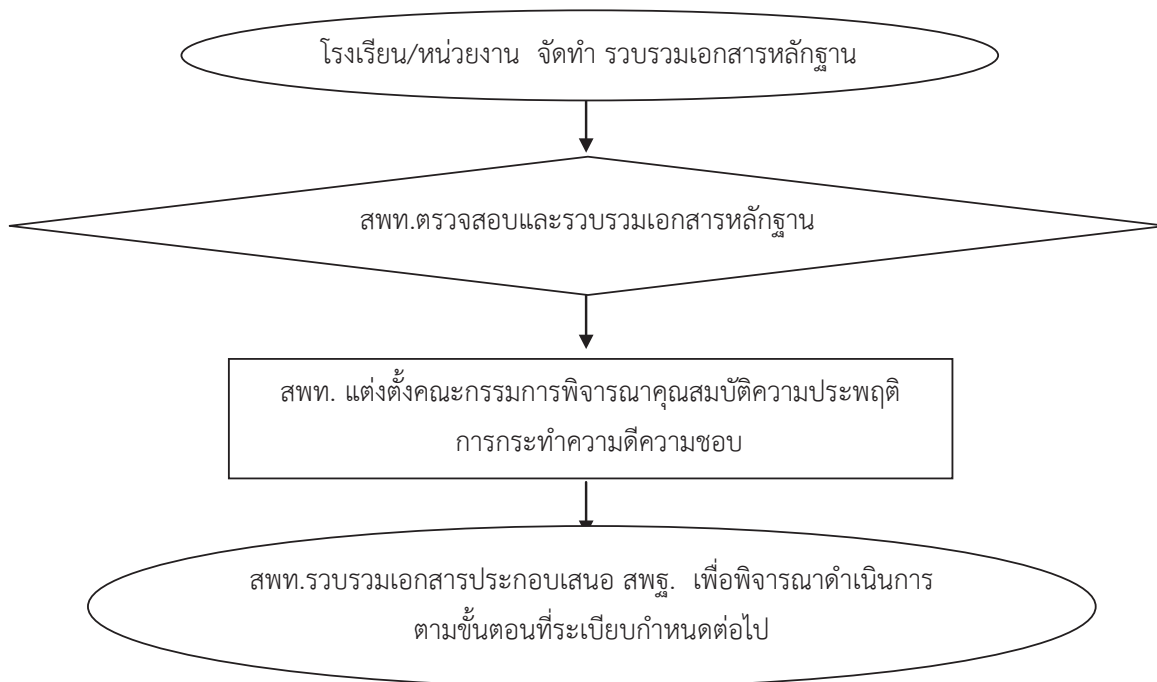 โรงเรียน/หน่วยงาน จัดทำ รวบรวมเอกสารหลักฐาน
สพท.ตรวจสอบและรวบรวมเอกสารหลักฐาน
สพท. แต่งตั้งคณะกรรมการพิจารณาคุณสมบัติความประพฤติ
การกระทำความดีความชอบ
สพท.รวบรวมเอกสารประกอบเสนอ สพฐ. เพื่อพิจารณาดำเนินการ
ตามขั้นตอนที่ระเบียบกำหนดต่อไป